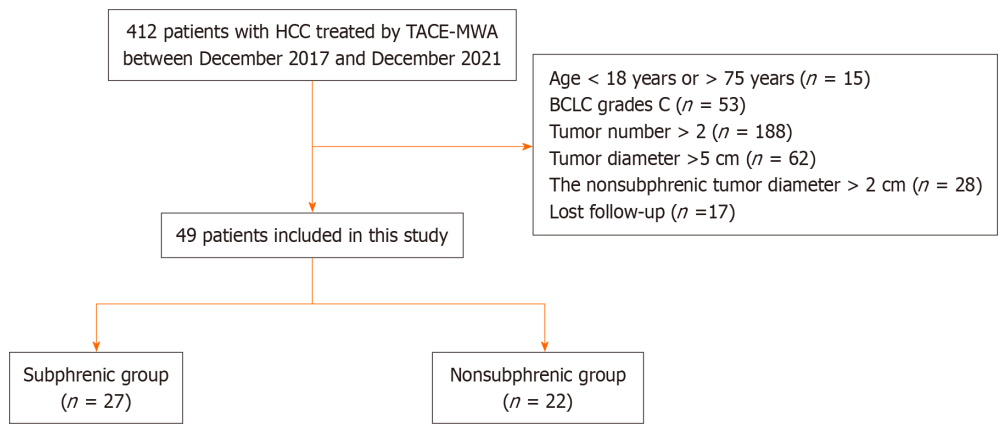 412 patients with HCC treated by TACE-MWA
between December 2017 and December 2021
Age < 18 years or > 75 years (n = 15)
BCLC grades C (n = 53)
Tumor number > 2 (n = 188)
Tumor diameter >5 cm (n = 62)
The nonsubphrenic tumor diameter > 2 cm (n = 28)
Lost follow-up (n =17)
49 patients included in this study
Subphrenic group
(n = 27)
Nonsubphrenic group
(n = 22)